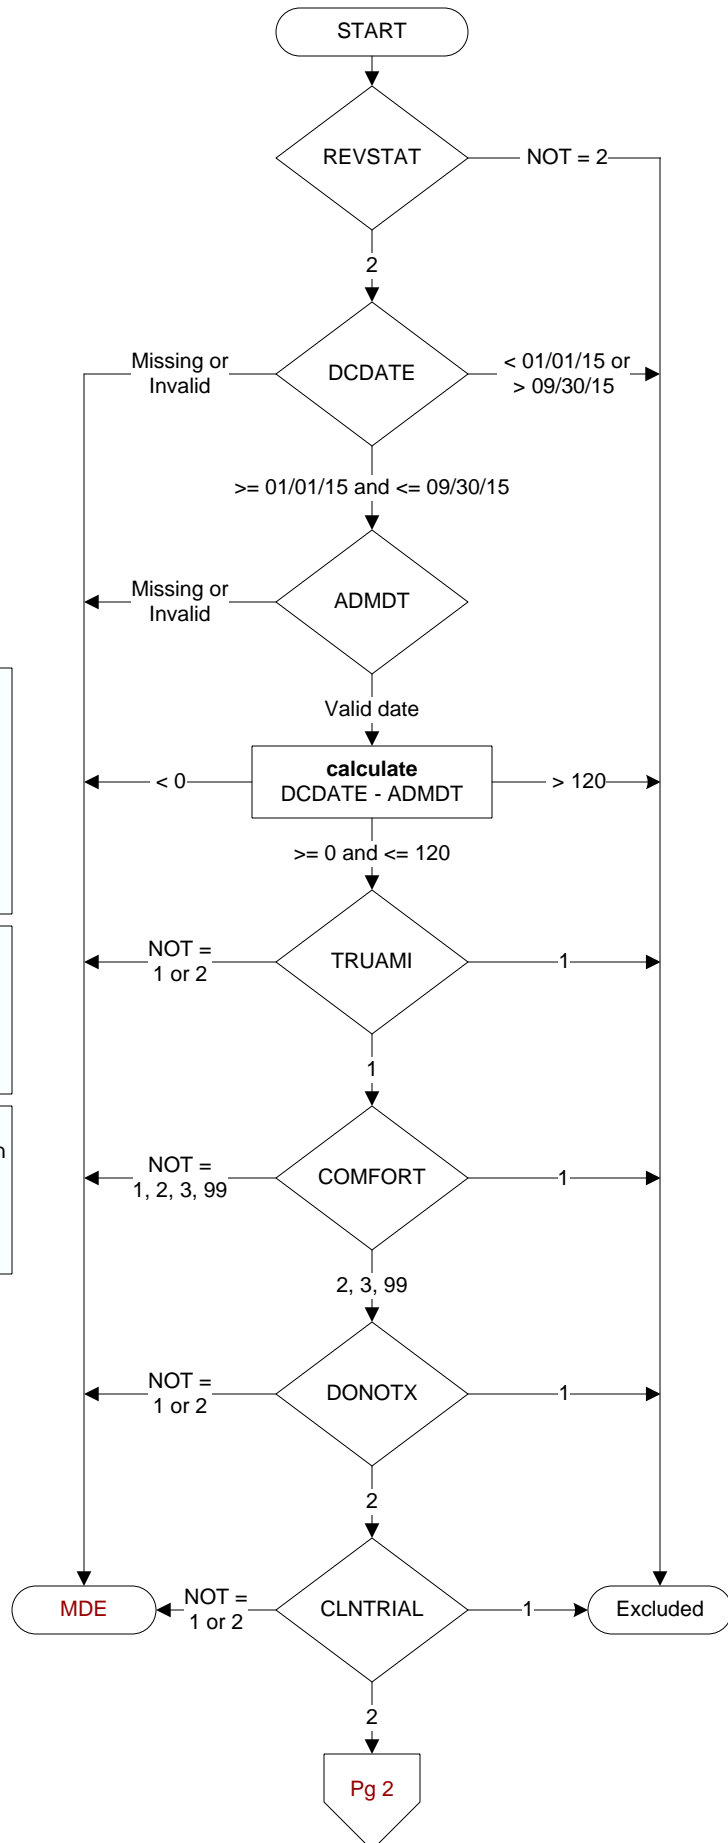 START
REVSTAT
NOT = 2
2
Missing or
Invalid
DCDATE
< 01/01/15 or
> 09/30/15
>= 01/01/15 and <= 09/30/15
Missing or
Invalid
ADMDT
Valid date
< 0
calculate
DCDATE - ADMDT
> 120
>= 0 and <= 120
NOT =
1 or 2
TRUAMI
1
1
n
NOT =
1, 2, 3, 99
COMFORT
1
2, 3, 99
NOT =
1 or 2
DONOTX
1
2
MDE
NOT =
1 or 2
CLNTRIAL
1
Excluded
2
Pg 2